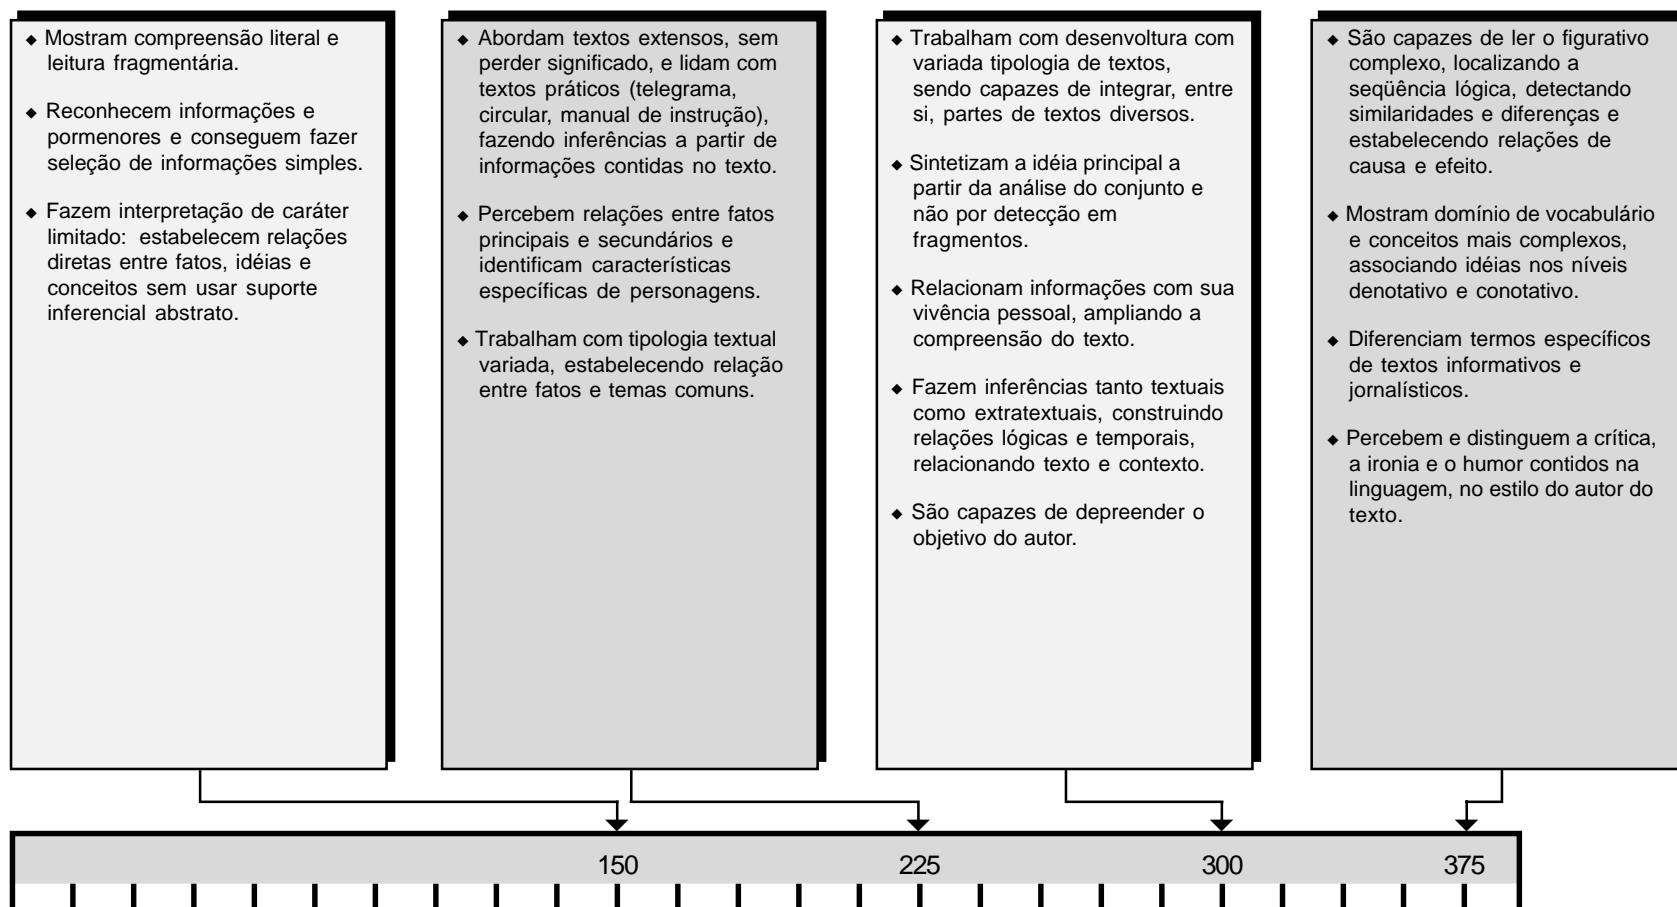 ◆ Mostram compreensão literal e
leitura fragmentária.
◆ Reconhecem informações e
pormenores e conseguem fazer
seleção de informações simples.
◆ Fazem interpretação de caráter
limitado: estabelecem relações
diretas entre fatos, idéias e
conceitos sem usar suporte
inferencial abstrato.
◆ Abordam textos extensos, sem
perder significado, e lidam com
textos práticos (telegrama,
circular, manual de instrução),
fazendo inferências a partir de
informações contidas no texto.
◆ Percebem relações entre fatos
principais e secundários e
identificam características
específicas de personagens.
◆ Trabalham com tipologia textual
variada, estabelecendo relação
entre fatos e temas comuns.
◆ Trabalham com desenvoltura com
variada tipologia de textos,
sendo capazes de integrar, entre
si, partes de textos diversos.
◆ Sintetizam a idéia principal a
partir da análise do conjunto e
não por detecção em
fragmentos.
◆ Relacionam informações com sua
vivência pessoal, ampliando a
compreensão do texto.
◆ Fazem inferências tanto textuais
como extratextuais, construindo
relações lógicas e temporais,
relacionando texto e contexto.
◆ São capazes de depreender o
objetivo do autor.
◆ São capazes de ler o figurativo
complexo, localizando a
seqüência lógica, detectando
similaridades e diferenças e
estabelecendo relações de
causa e efeito.
◆ Mostram domínio de vocabulário
e conceitos mais complexos,
associando idéias nos níveis
denotativo e conotativo.
◆ Diferenciam termos específicos
de textos informativos e
jornalísticos.
◆ Percebem e distinguem a crítica,
a ironia e o humor contidos na
linguagem, no estilo do autor do
texto.
150 225 300 375